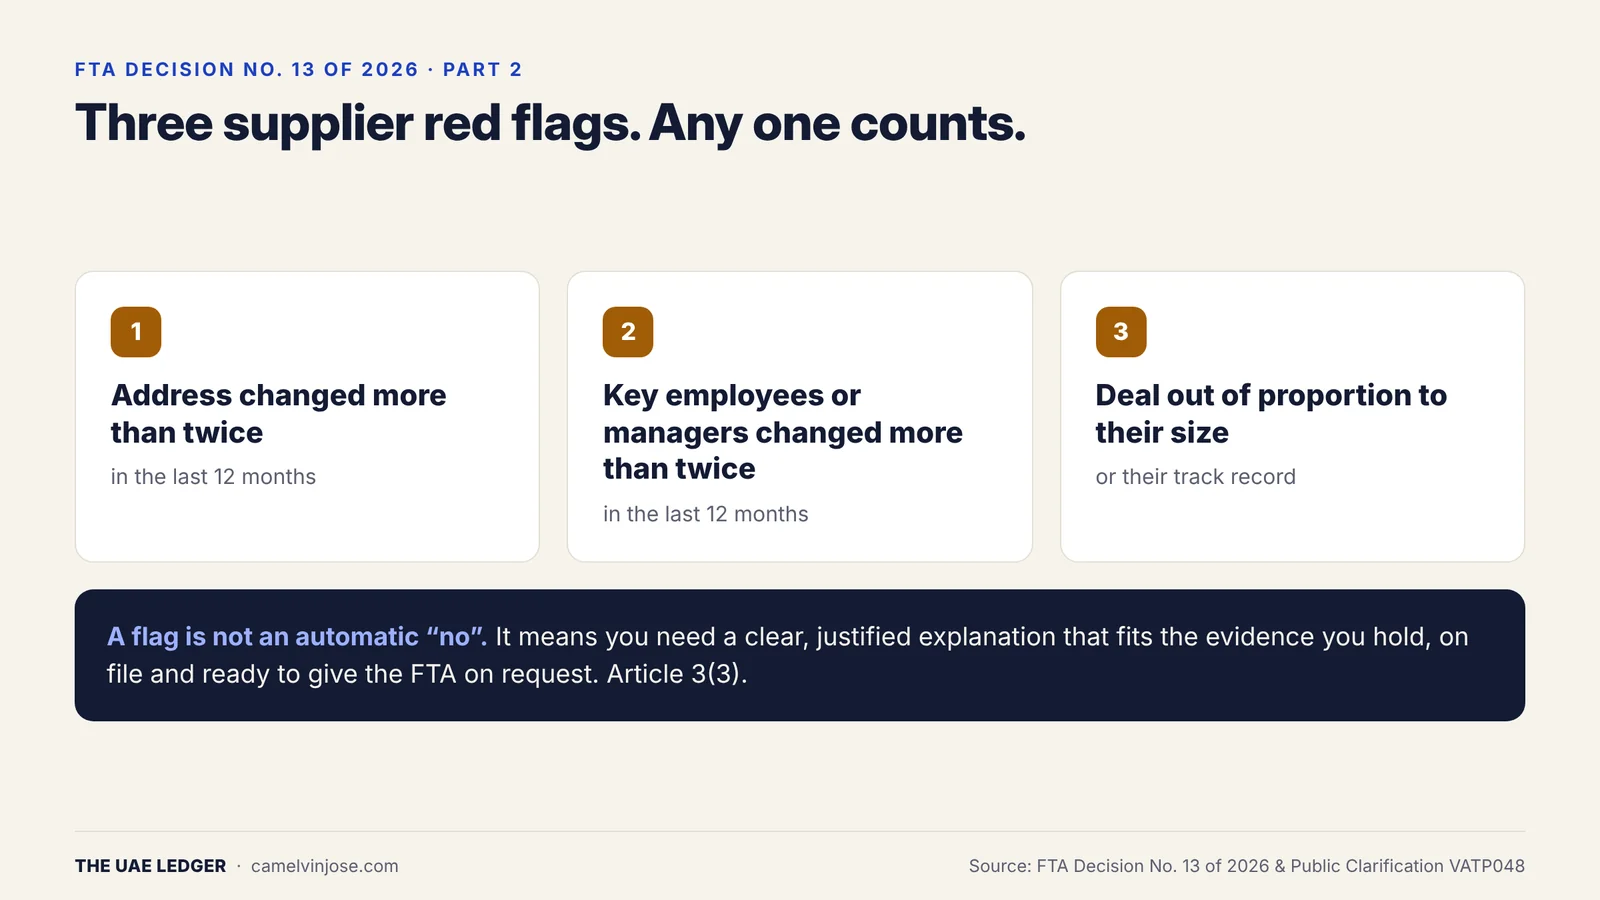 FTA DECISION NO. 13 OF 2026 · PART 2
Three supplier red flags. Any one counts.
1
Address changed more
than twice
in the last 12 months
2
Key employees or
managers changed more
than twice
in the last 12 months
3
Deal out of proportion to
their size
or their track record
A flag is not an automatic “no”. It means you need a clear, justified explanation that fits the evidence you hold, on
file and ready to give the FTA on request. Article 3(3).
THE UAE LEDGER · camelvinjose.com
Source: FTA Decision No. 13 of 2026 & Public Clarification VATP048